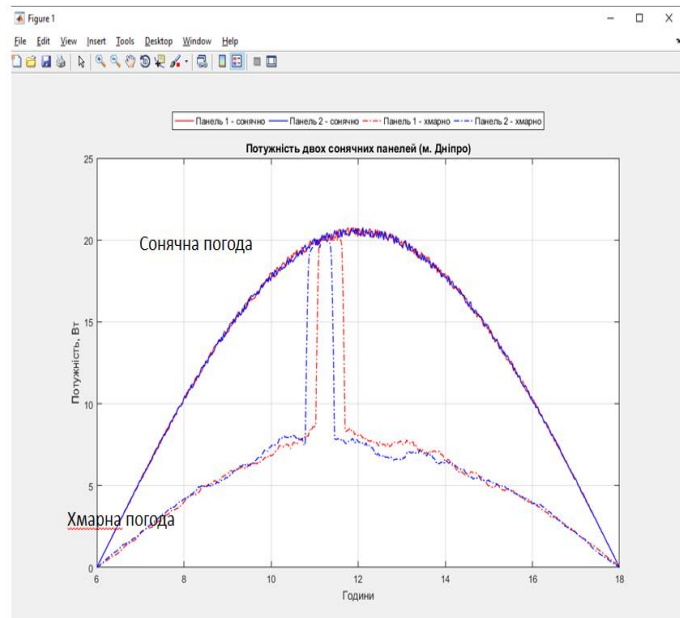 Figure 1
File Edit View Insert Tools Desktop Window Help
Панель 1 - сонячно Панель 2 - сонячно Панель 1 - хмарно Панель 2 - хмарно
Потужність двох сонячних панелей (м. Дніпро)
25
Сонячна погода
20
15
Потужність, Вт
10
5
Хмарна погода
0
6 8 10 12 14 16 18
Години